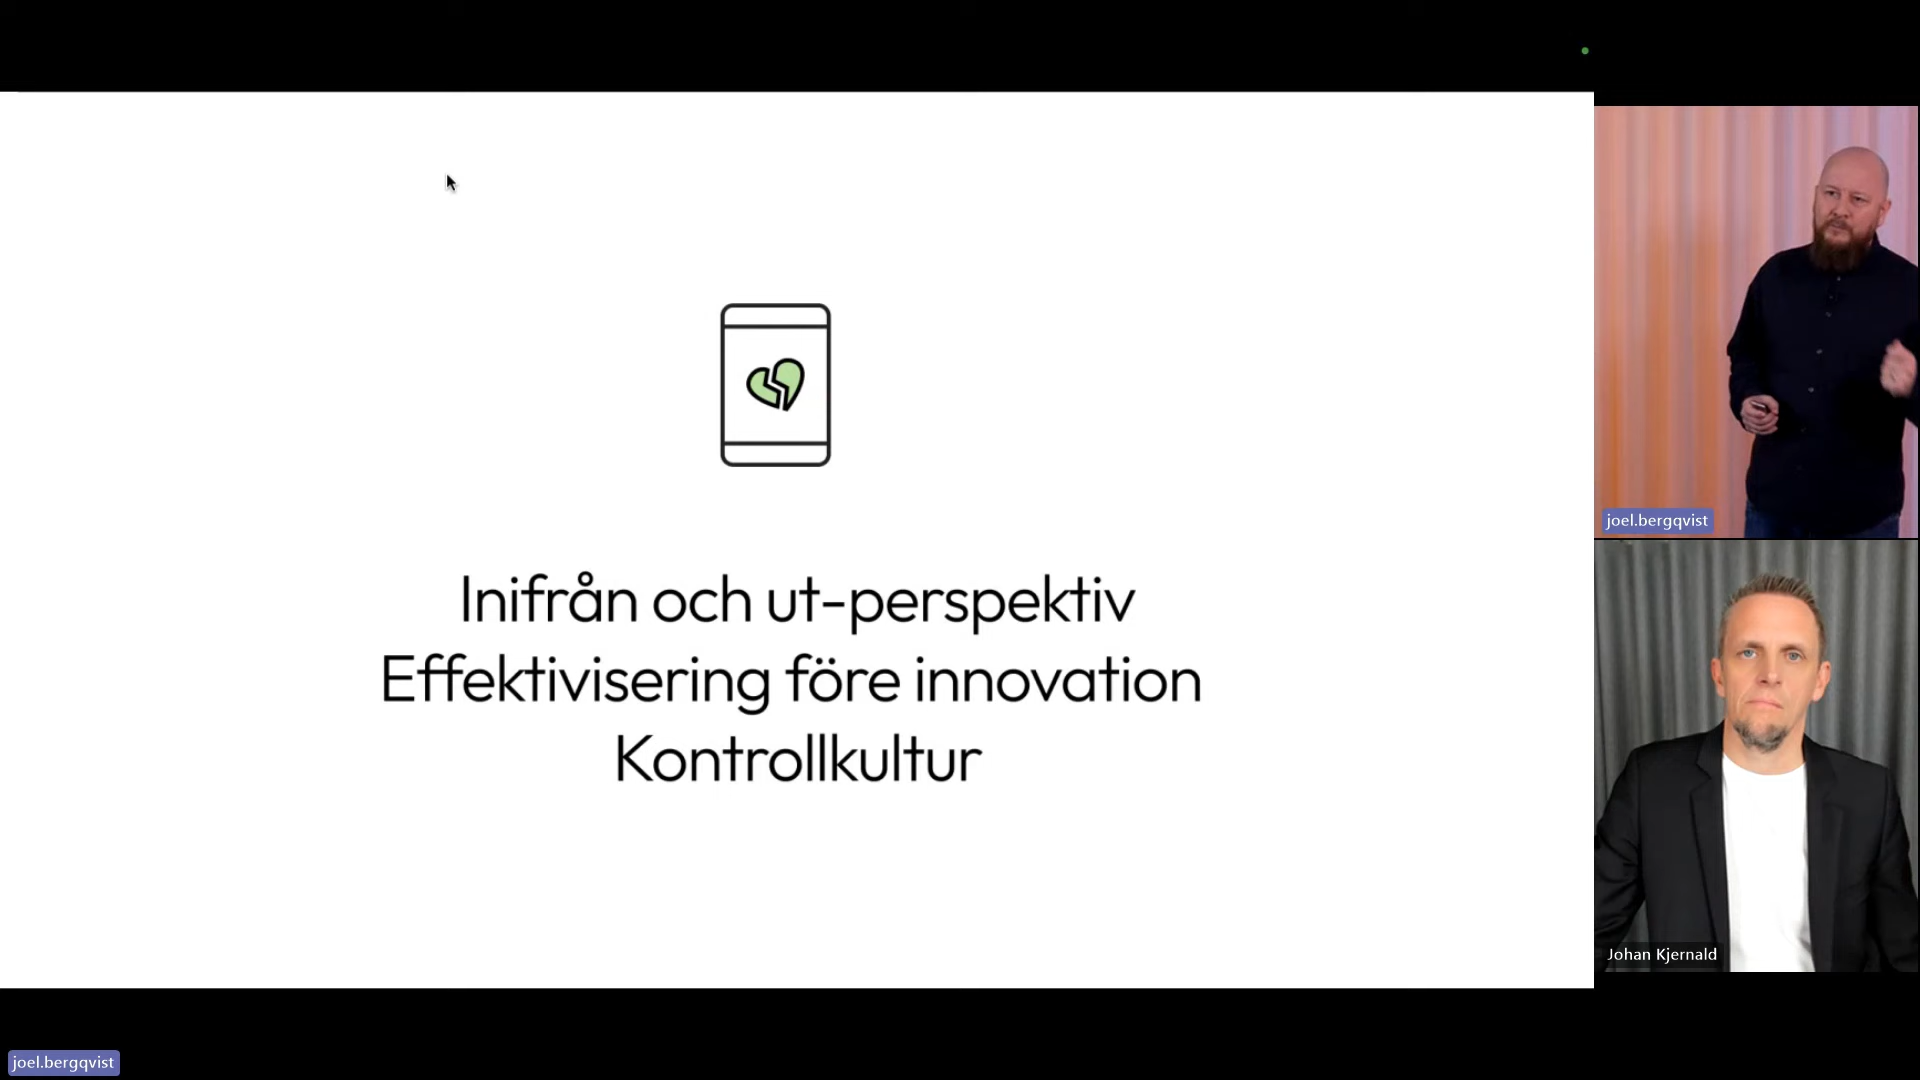 Inifrån och ut-perspektiv
Effektivisering före innovation
Kontrollkultur
joel.bergqvist
Johan Kjernald
joel.bergqvist